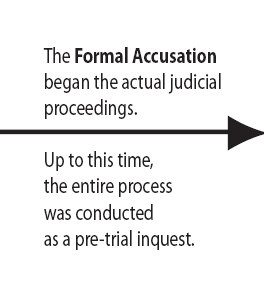 The Formal Accusation
began the actual judicial
proceedings.
Up to this time,
the entire process
was conducted
as a pre-trial inquest.